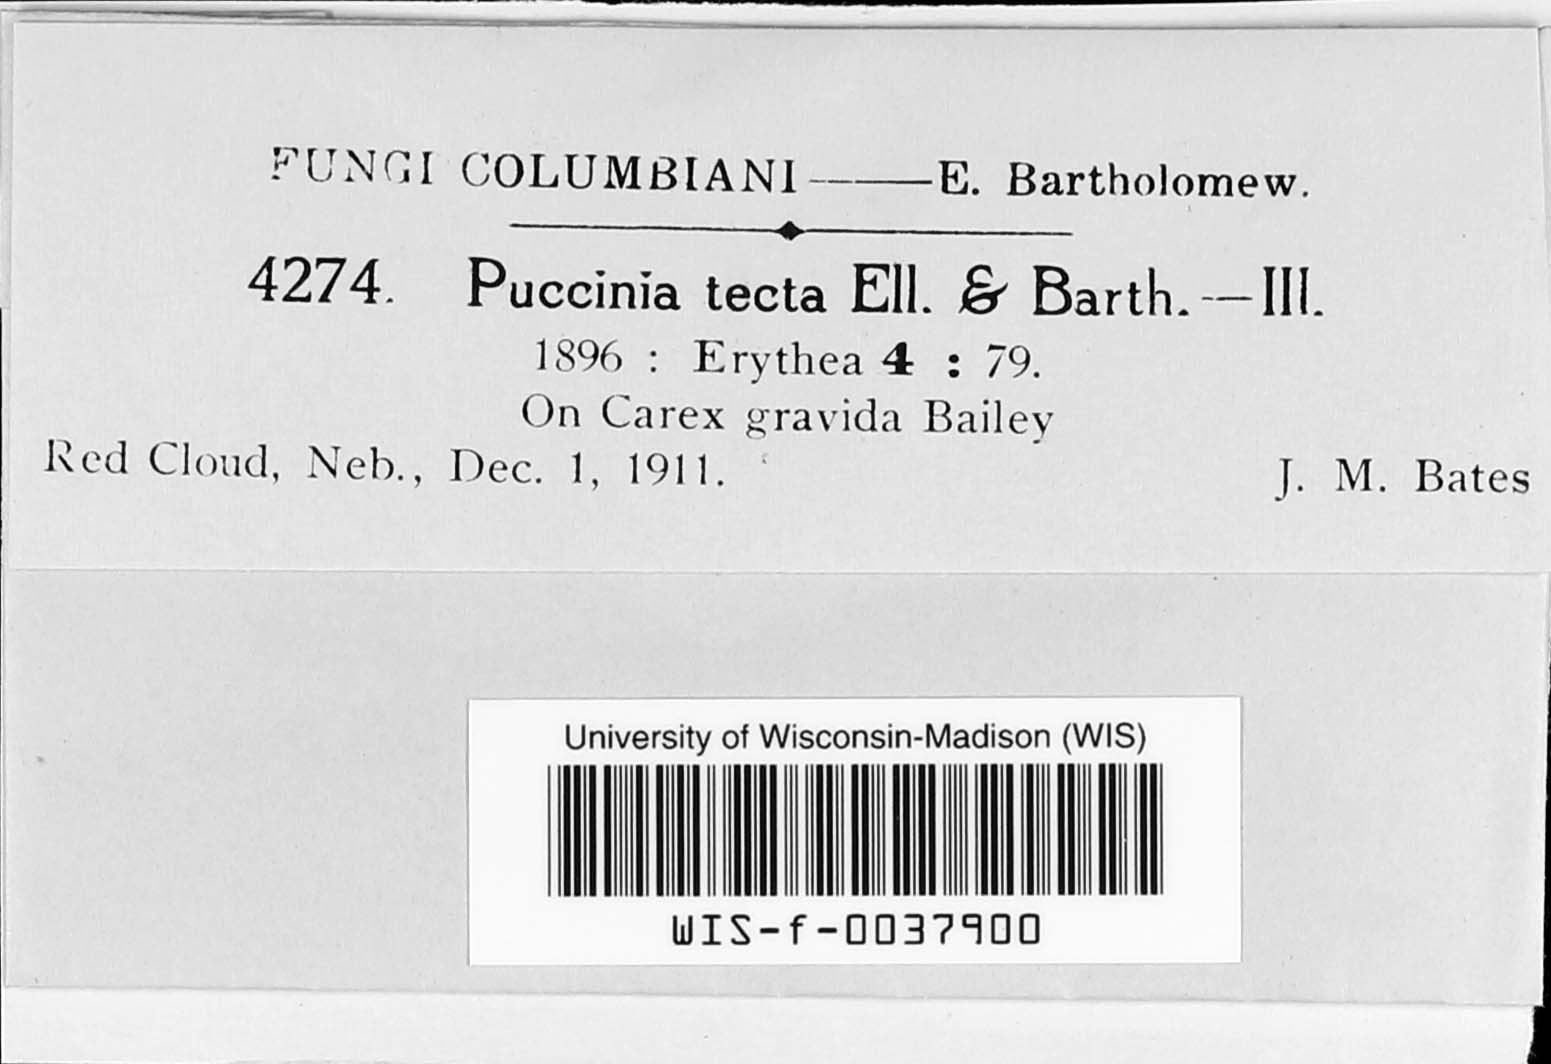 FUNGI COLUMBIANI——E. Bartholomew.
4274. Puccinia tecta Ell. & Barth.—III.
1896 : Erythea 4 : 79.
On Carex gravida Bailey
Red Cloud, Neb., Dec. 1, 1911. J. M. Bates
University of Wisconsin-Madison (WIS)
WIS-f-0037900